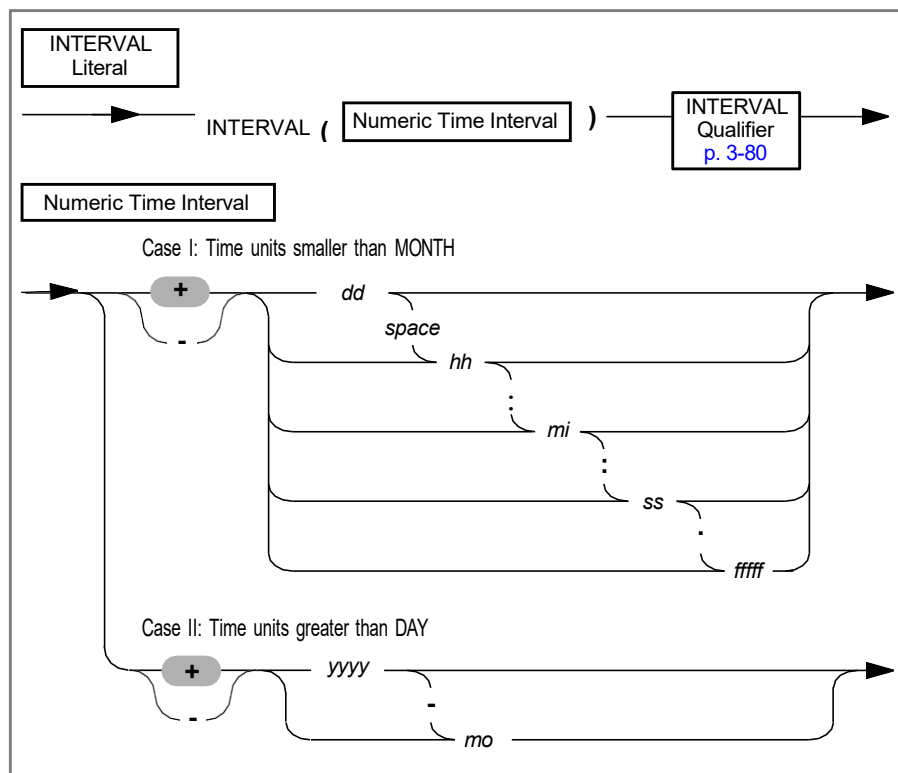 INTERVAL
Literal
INTERVAL ( Numeric Time Interval )
INTERVAL
Qualifier
p. 3-80
Numeric Time Interval
Case I: Time units smaller than MONTH
+
-
dd
space
hh
:
mi
:
ss
.
fffff
Case II: Time units greater than DAY
+
-
yyyy
-
mo